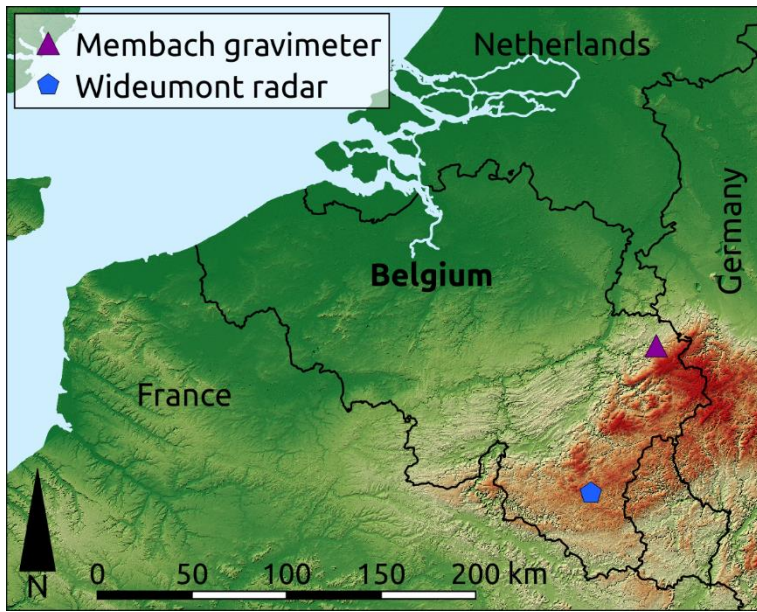 Membach gravimeter
Wideumont radar
Netherlands
Germany
Belgium
France
N
0 50 100 150 200 km